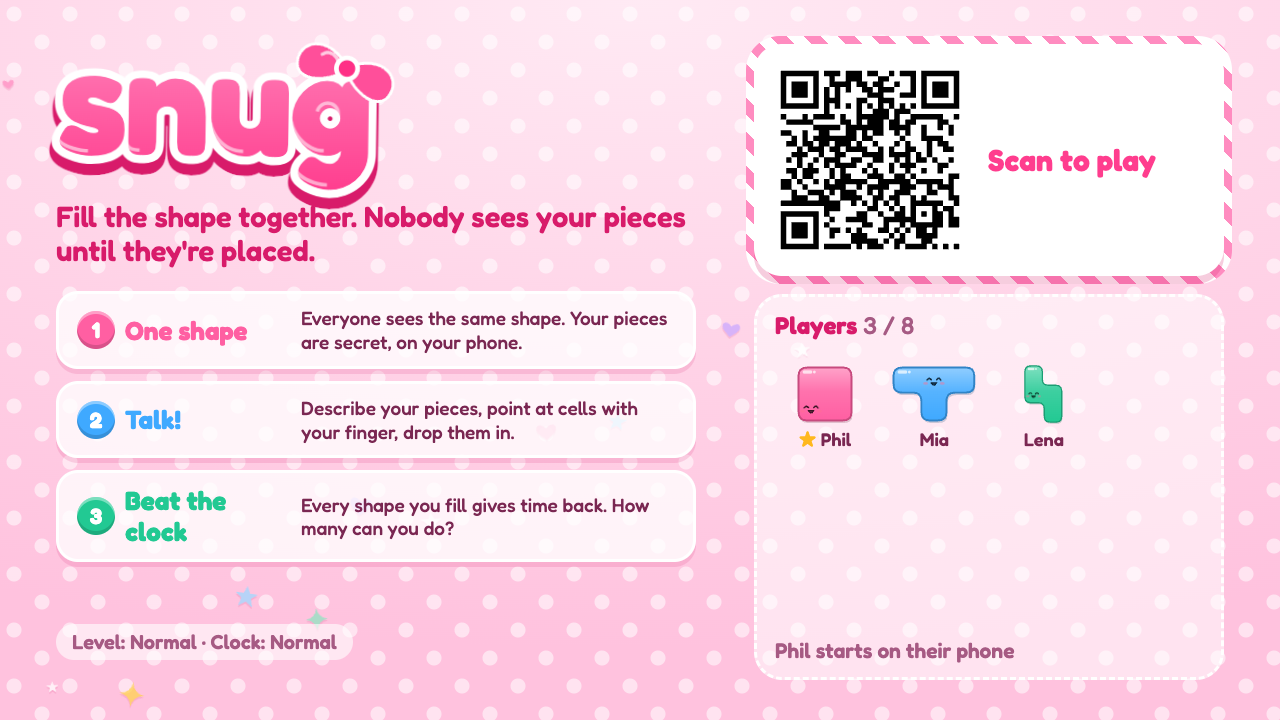 snug
Fill the shape together. Nobody sees your pieces
until they're placed.
1 One shape
Everyone sees the same shape. Your pieces
are secret, on your phone.
2 Talk!
Describe your pieces, point at cells with
your finger, drop them in.
3 Beat the
clock
Every shape you fill gives time back. How
many can you do?
Level: Normal · Clock: Normal
Scan to play
Players 3 / 8
Phil
Mia
Lena
Phil starts on their phone